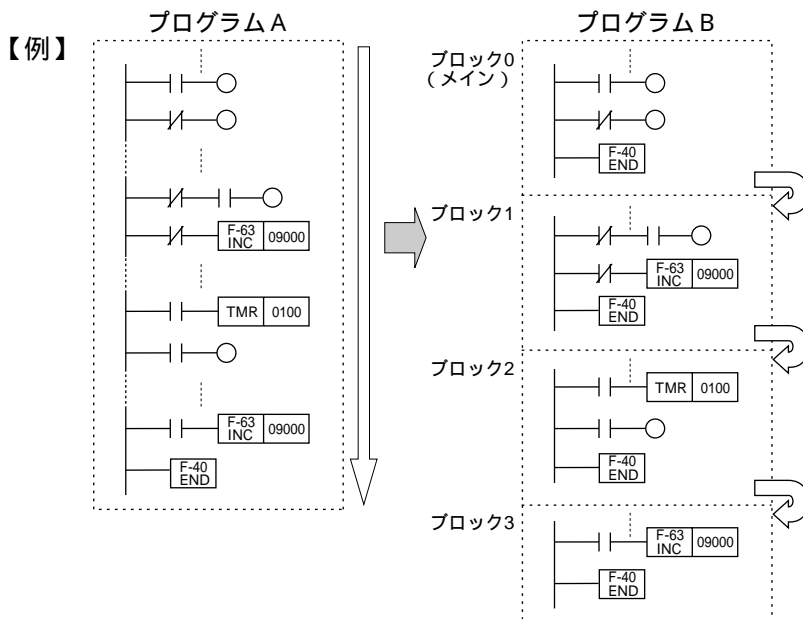 【例】
プログラムA
F-63
INC
09000
TMR
0100
F-63
INC
09000
F-40
END
プログラムB
ブロック0
(メイン)
F-40
END
ブロック1
F-63
INC
09000
F-40
END
ブロック2
TMR
0100
F-40
END
ブロック3
F-63
INC
09000
F-40
END